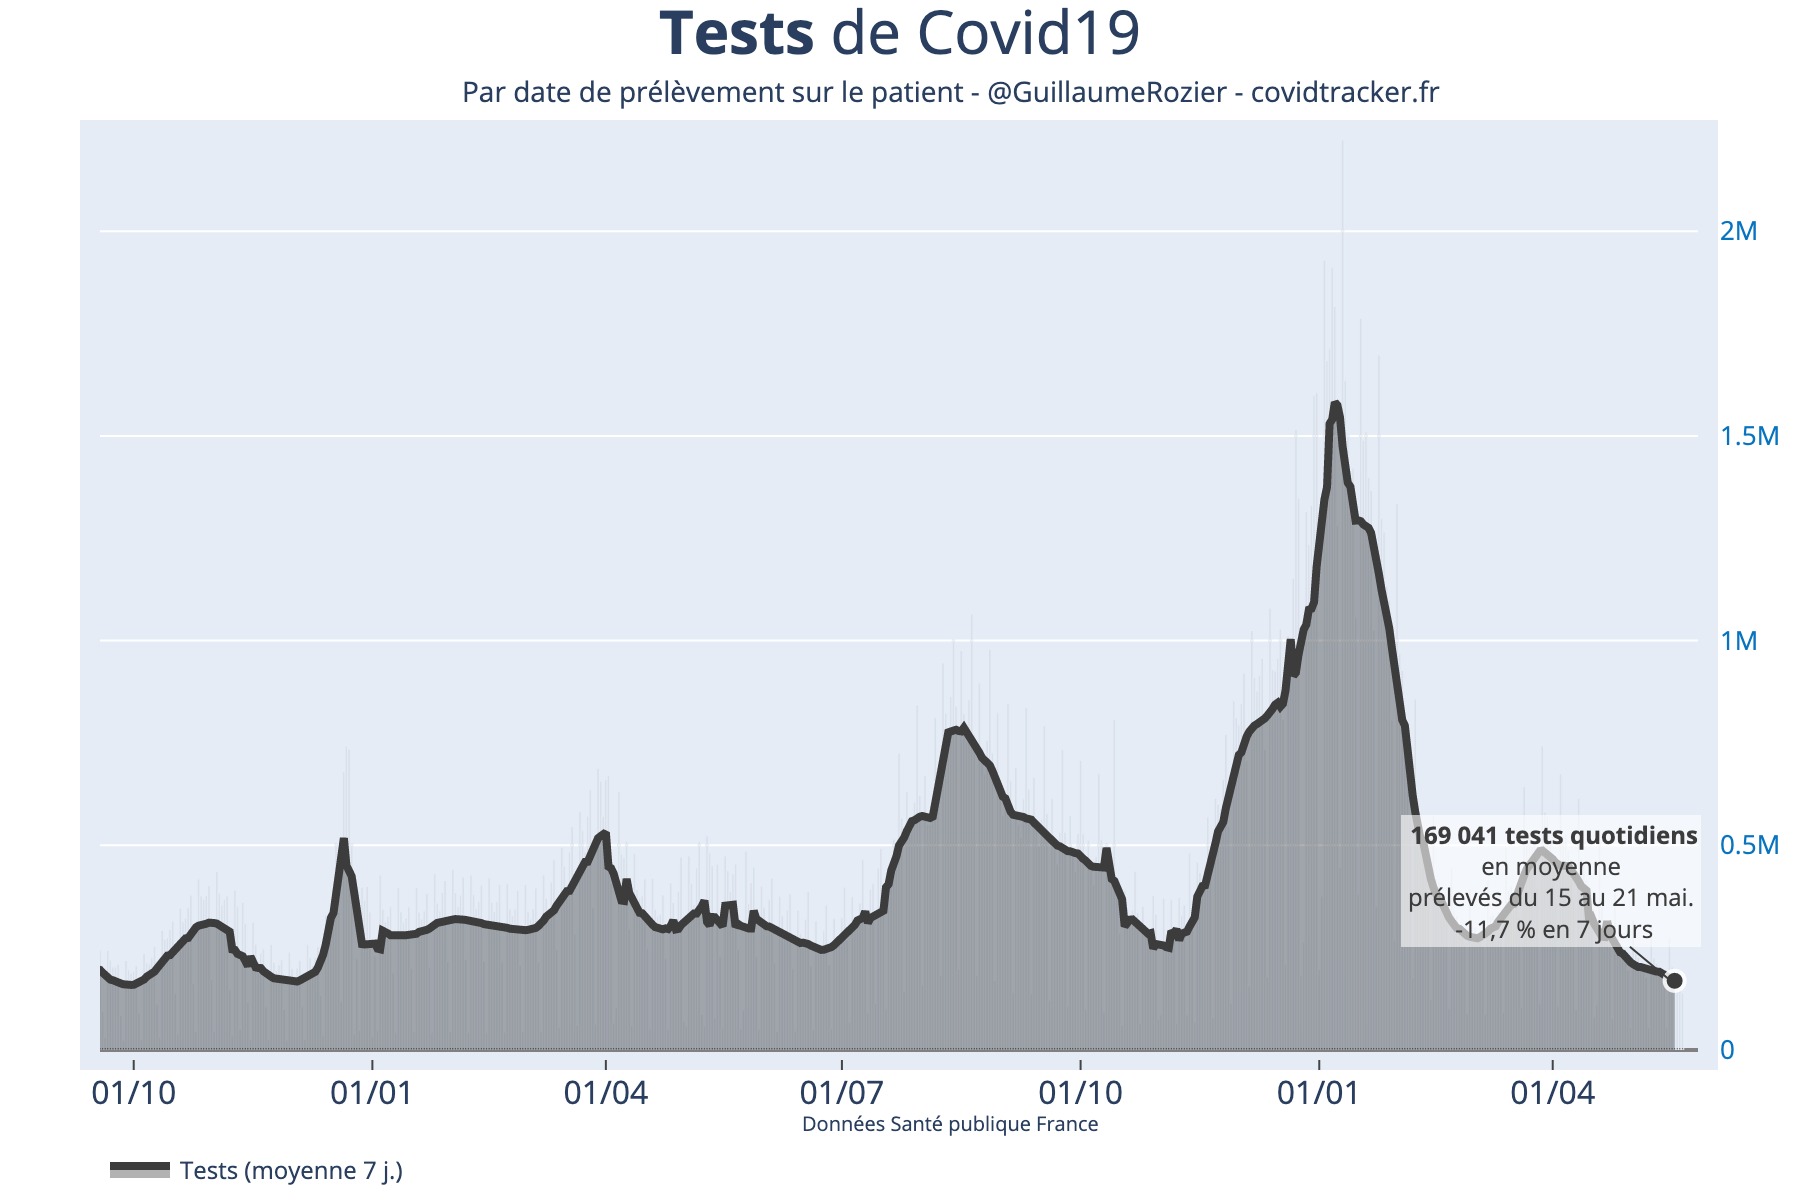 Tests de Covid19
Par date de prélèvement sur le patient - @GuillaumeRozier - covidtracker.fr
2M
1.5M
1M
0.5M
0
169 041 tests quotidiens
en moyenne
prélevés du 15 au 21 mai.
-11,7 % en 7 jours
01/10 01/01 01/04 01/07 01/10 01/01 01/04
Données Santé publique France
Tests (moyenne 7 j.)